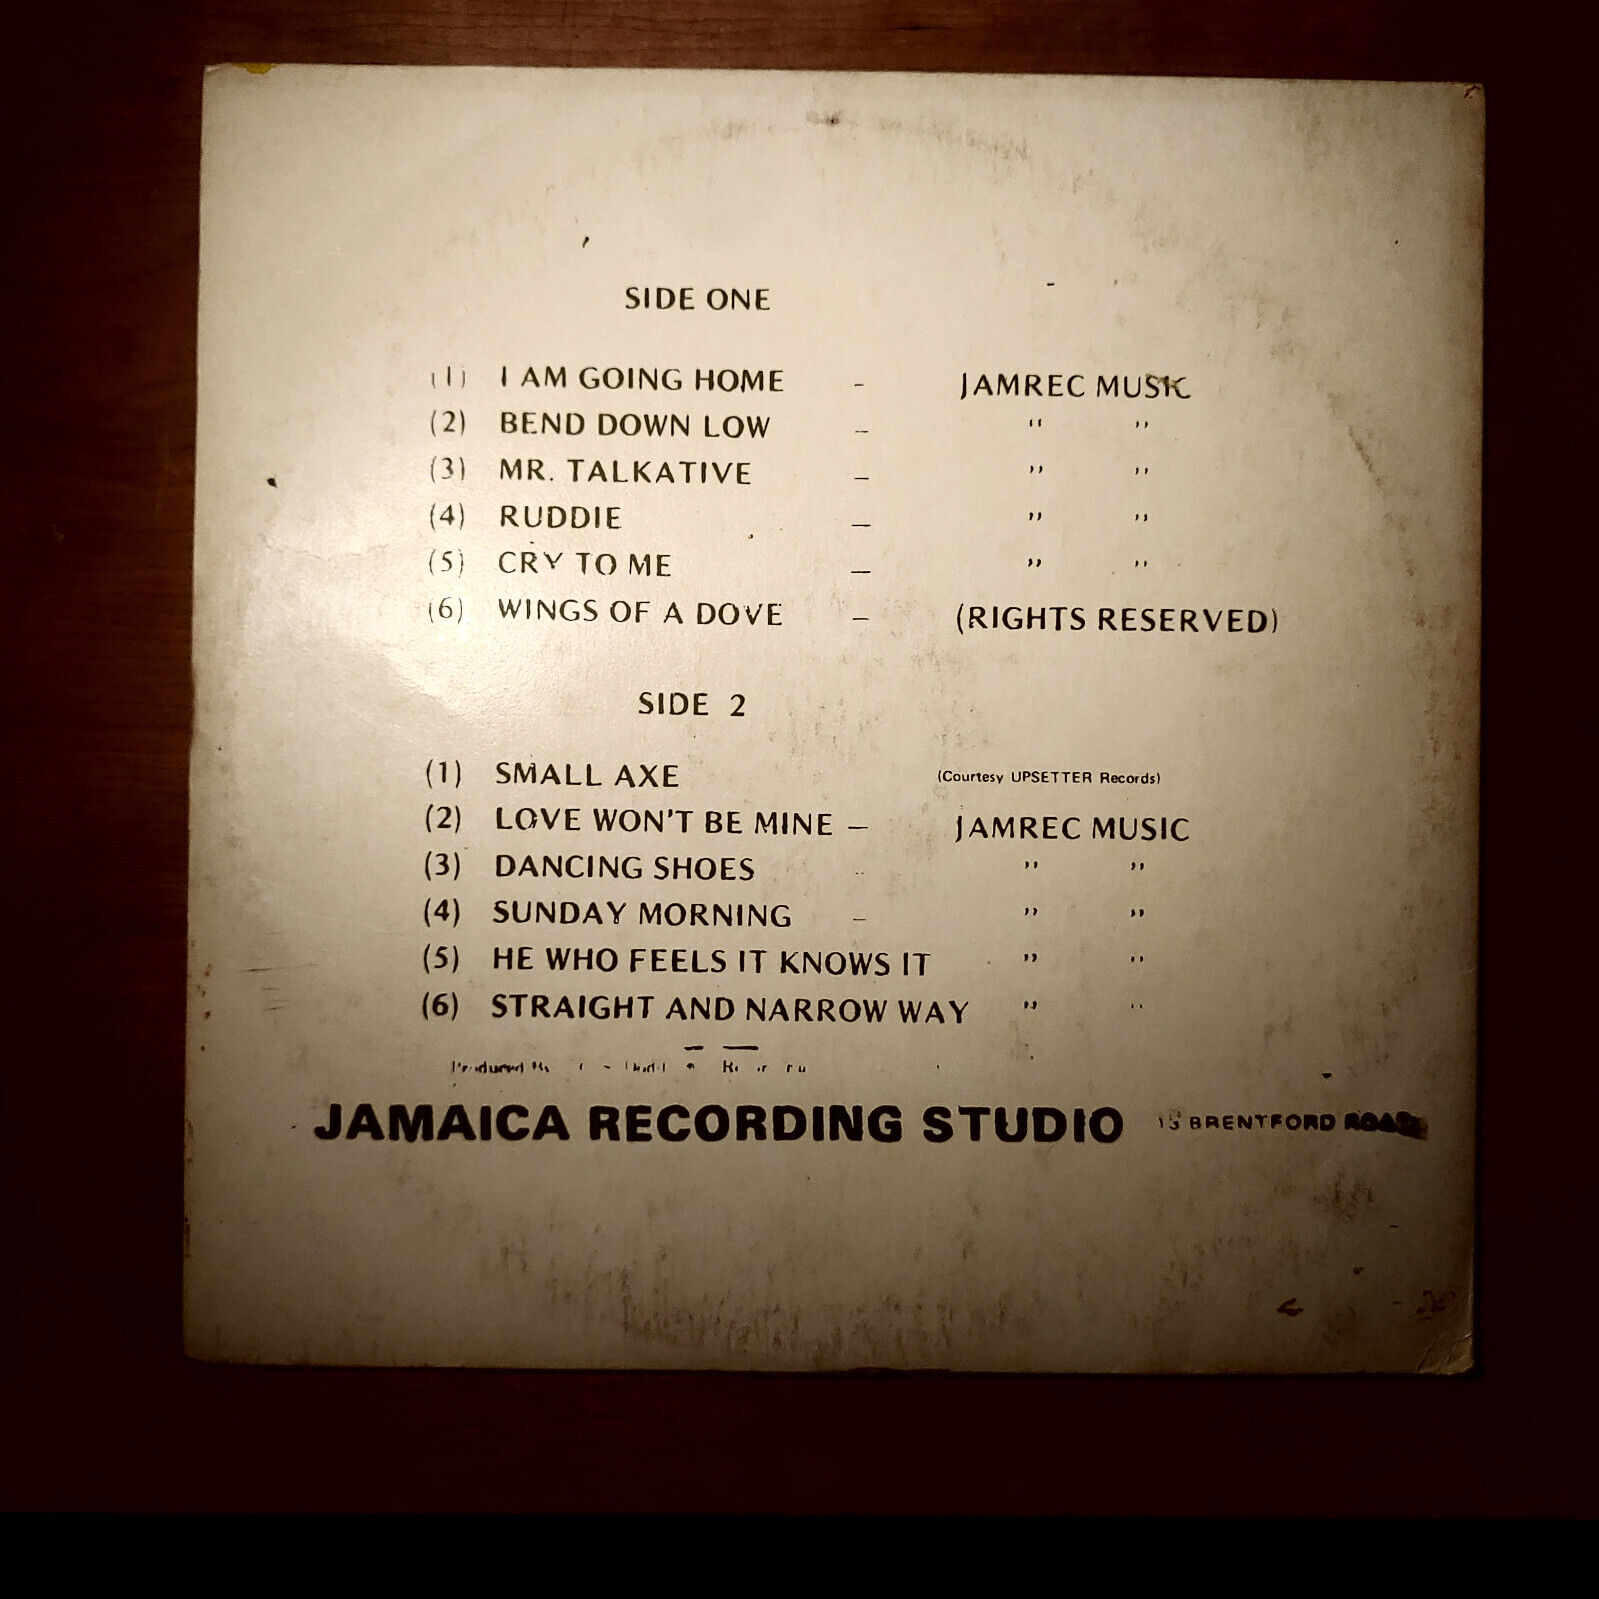 SIDE ONE
(1) I AM GOING HOME - JAMREC MUSIC
(2) BEND DOWN LOW - " "
(3) MR. TALKATIVE - " "
(4) RUDDIE - " "
(5) CRY TO ME - " "
(6) WINGS OF A DOVE - (RIGHTS RESERVED)
SIDE 2
(1) SMALL AXE (Courtesy UPSETTER Records)
(2) LOVE WON'T BE MINE - JAMREC MUSIC
(3) DANCING SHOES - " "
(4) SUNDAY MORNING - " "
(5) HE WHO FEELS IT KNOWS IT " "
(6) STRAIGHT AND NARROW WAY " "
Produced By
JAMAICA RECORDING STUDIO BRENTFORD ROAD